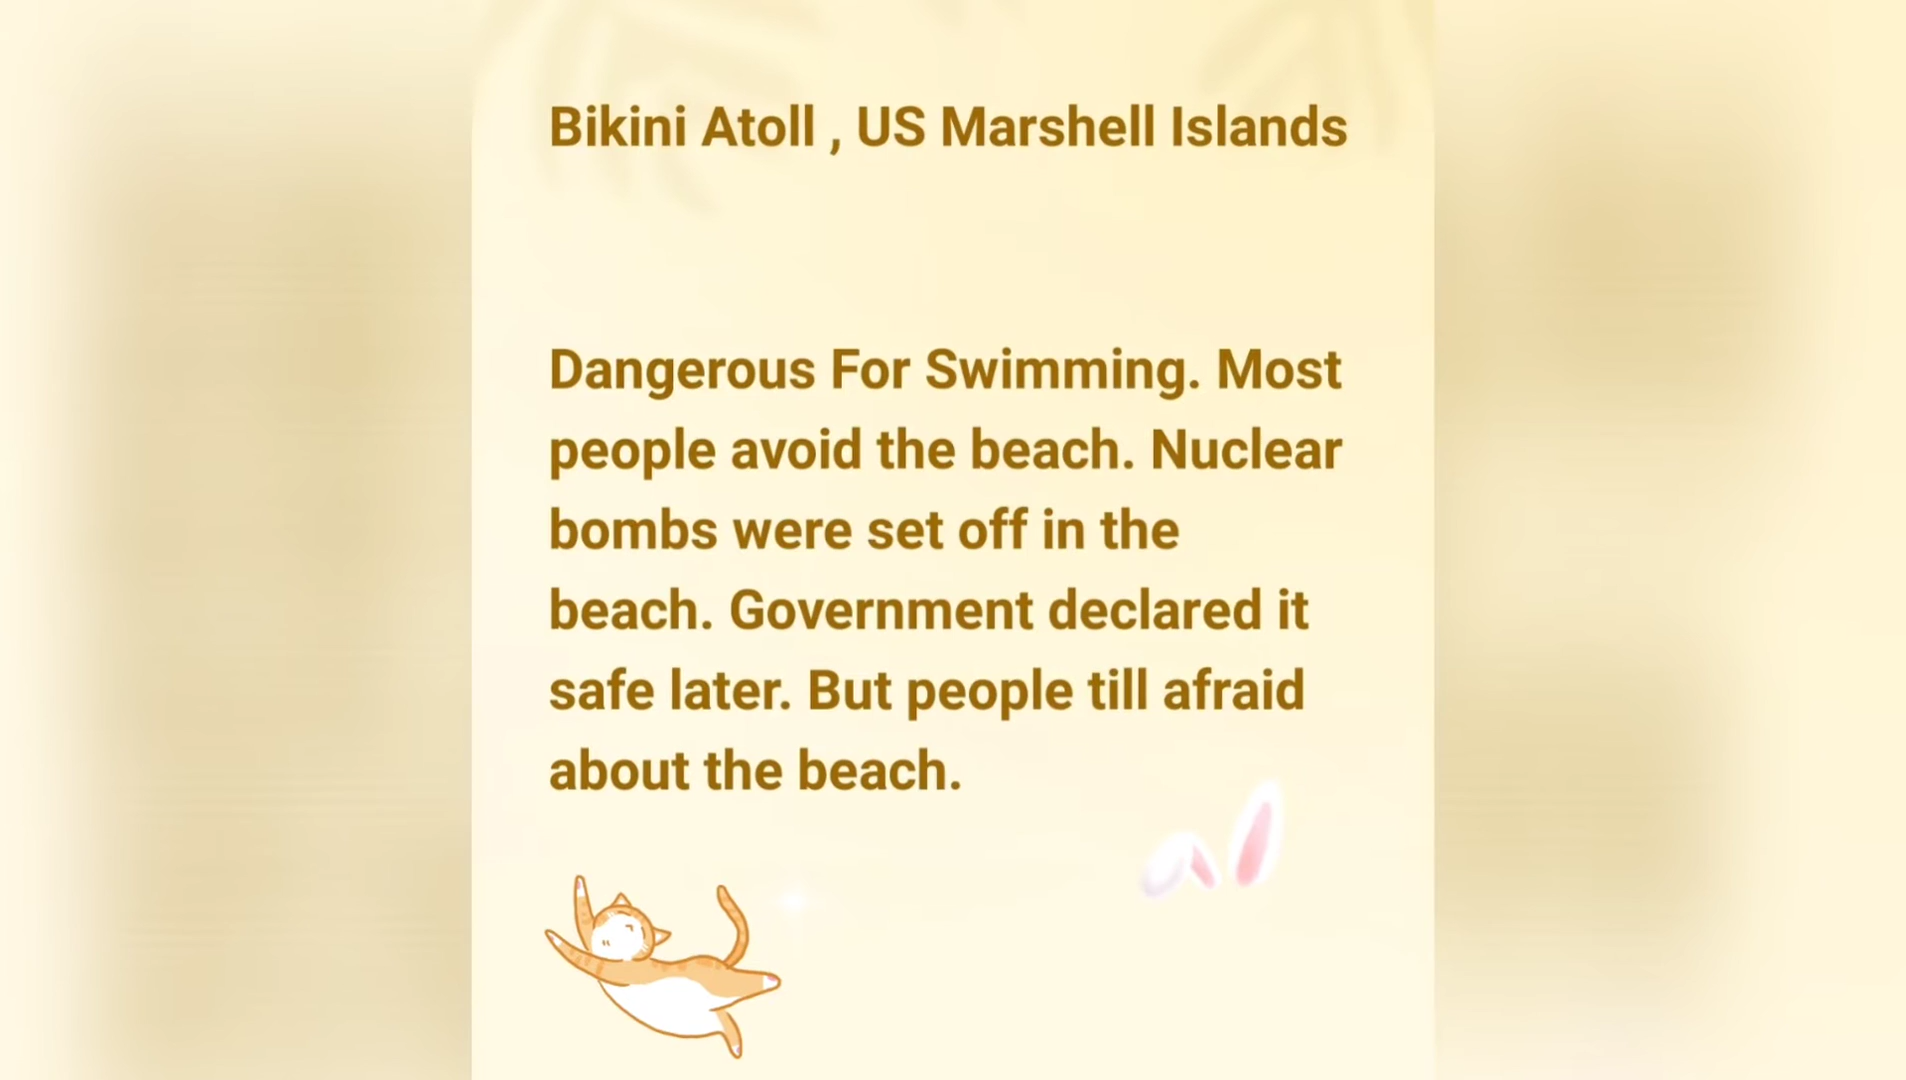 Bikini Atoll , US Marshell Islands
Dangerous For Swimming. Most
people avoid the beach. Nuclear
bombs were set off in the
beach. Government declared it
safe later. But people till afraid
about the beach.